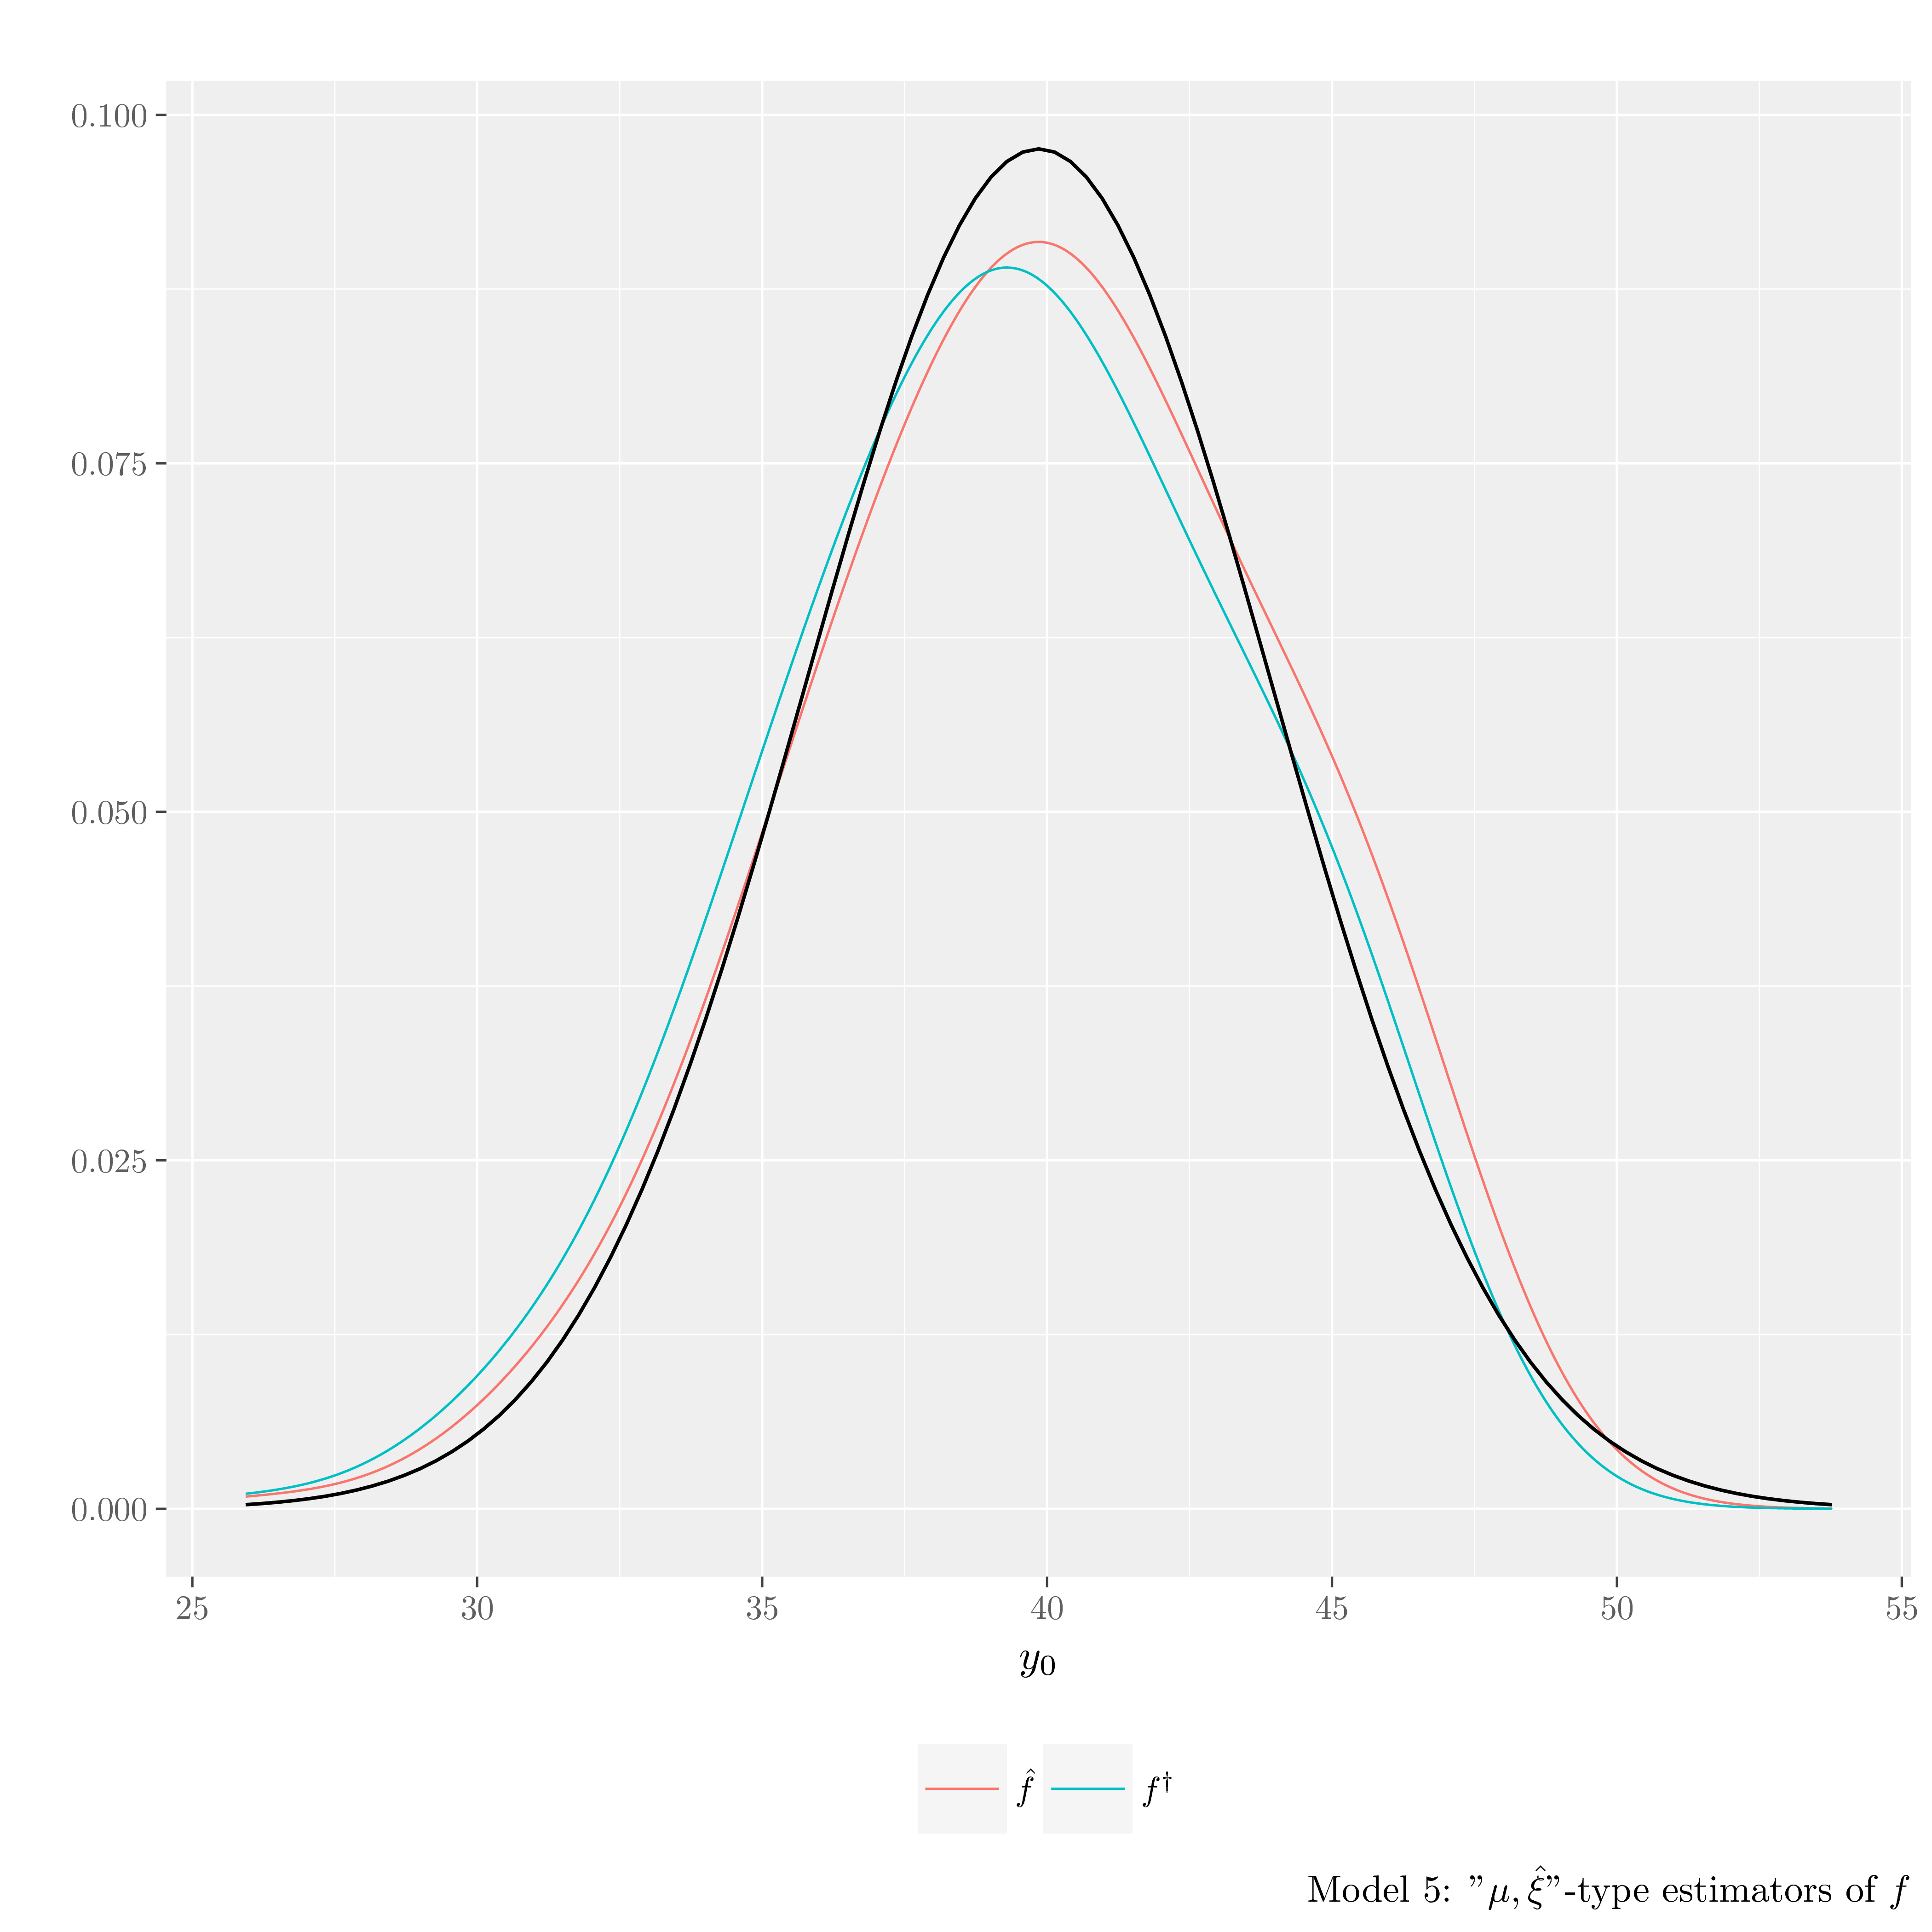 0.100
0.075
0.050
0.025
0.000
25 30 35 40 45 50 55
y₀
f̂ f†
Model 5: ”μ, ξ̂”-type estimators of f